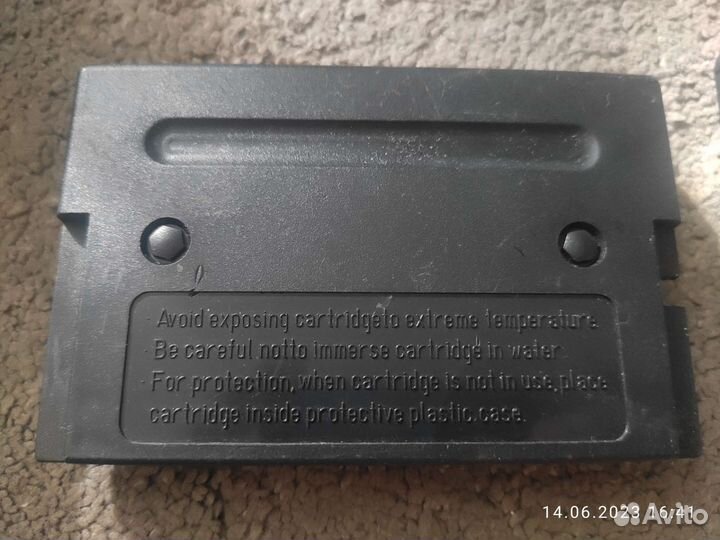 · Avoid exposing cartridgeto extreme temperature
· Be careful notto immerse cartridge in water.
· For protection, when cartridge is not in use, place
cartridge inside protective plastic.case.
14.06.2023 16:41
Avito